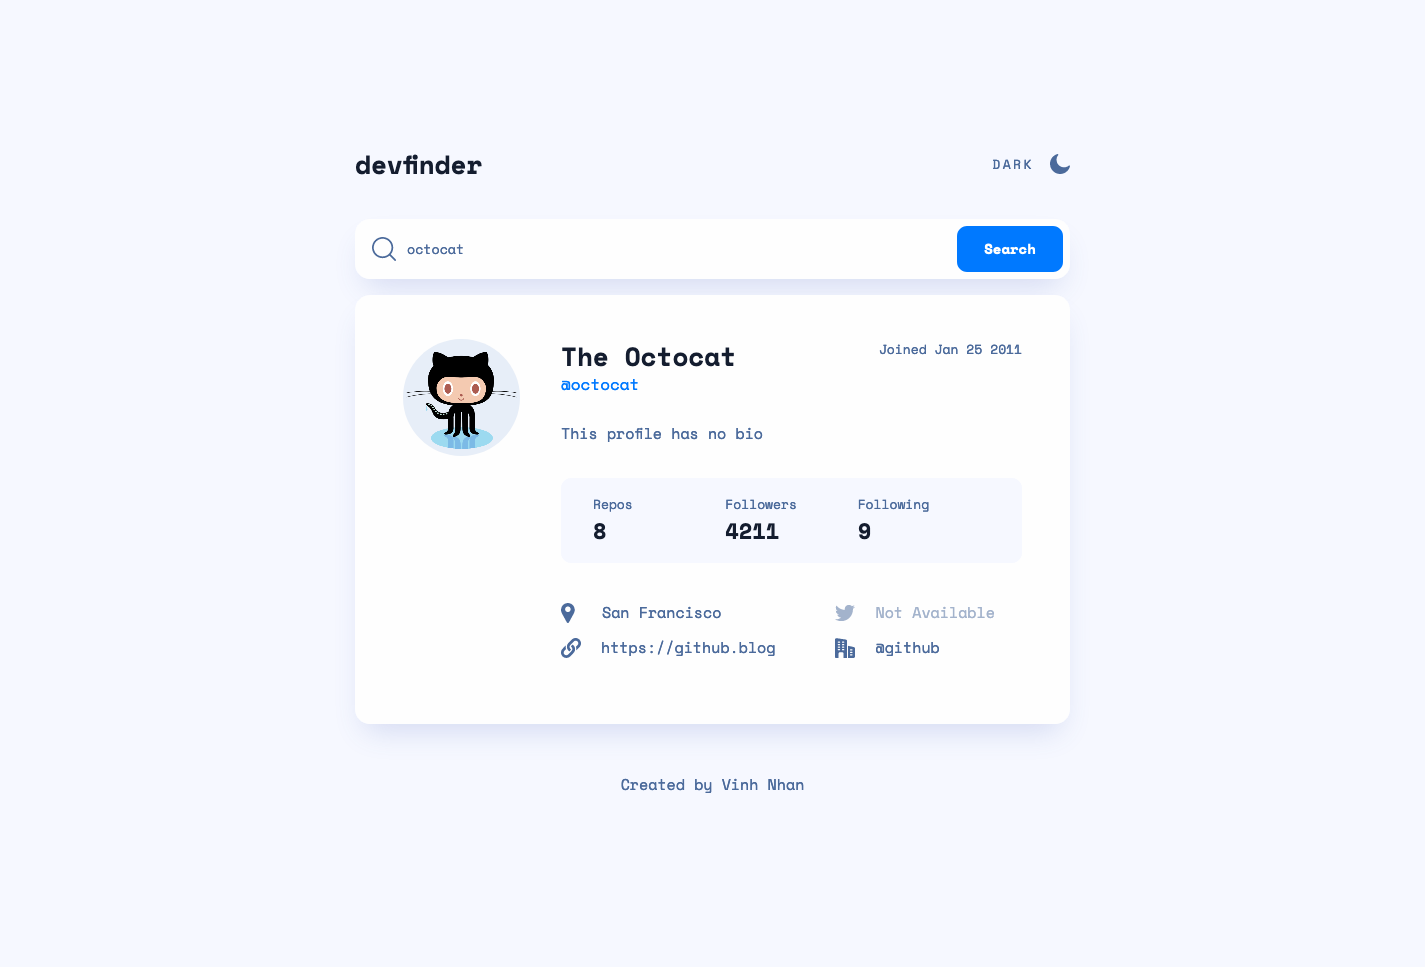 devfinder
DARK
octocat
Search
The Octocat
Joined Jan 25 2011
@octocat
This profile has no bio
Repos
Followers
Following
8
4211
9
San Francisco
Not Available
https://github.blog
@github
Created by Vinh Nhan